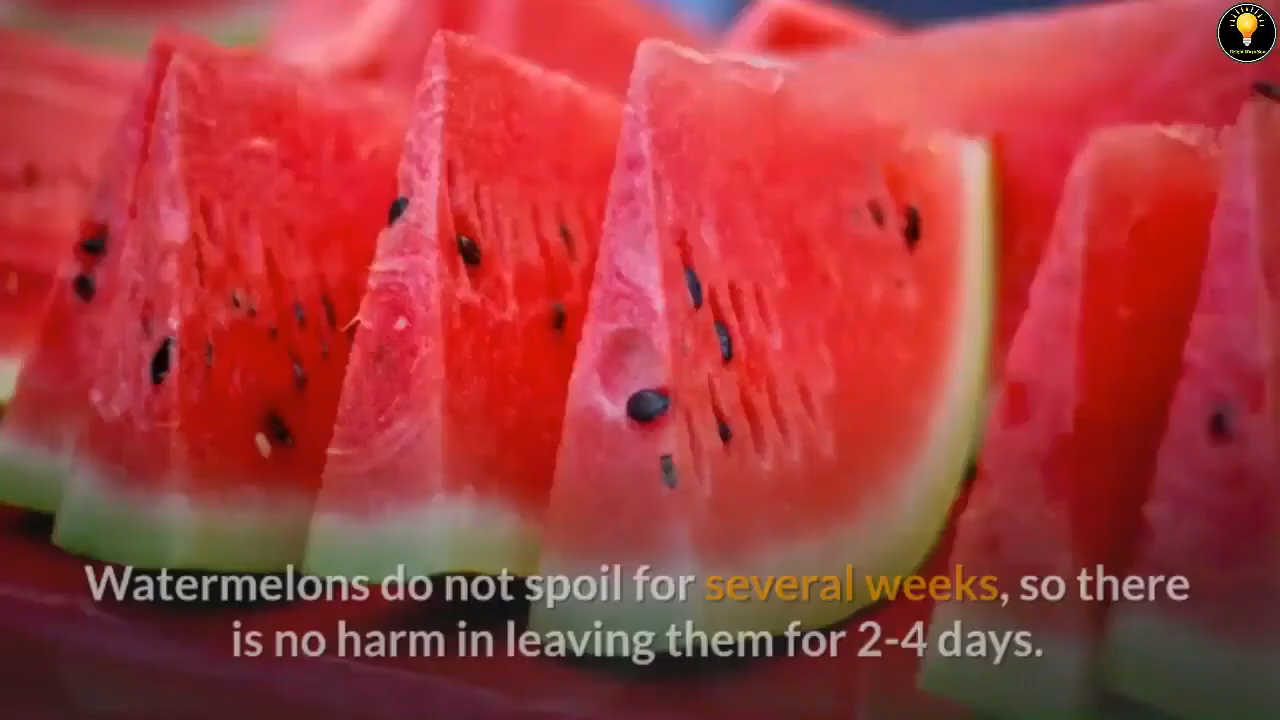 Watermelons do not spoil for several weeks, so there
is no harm in leaving them for 2-4 days.